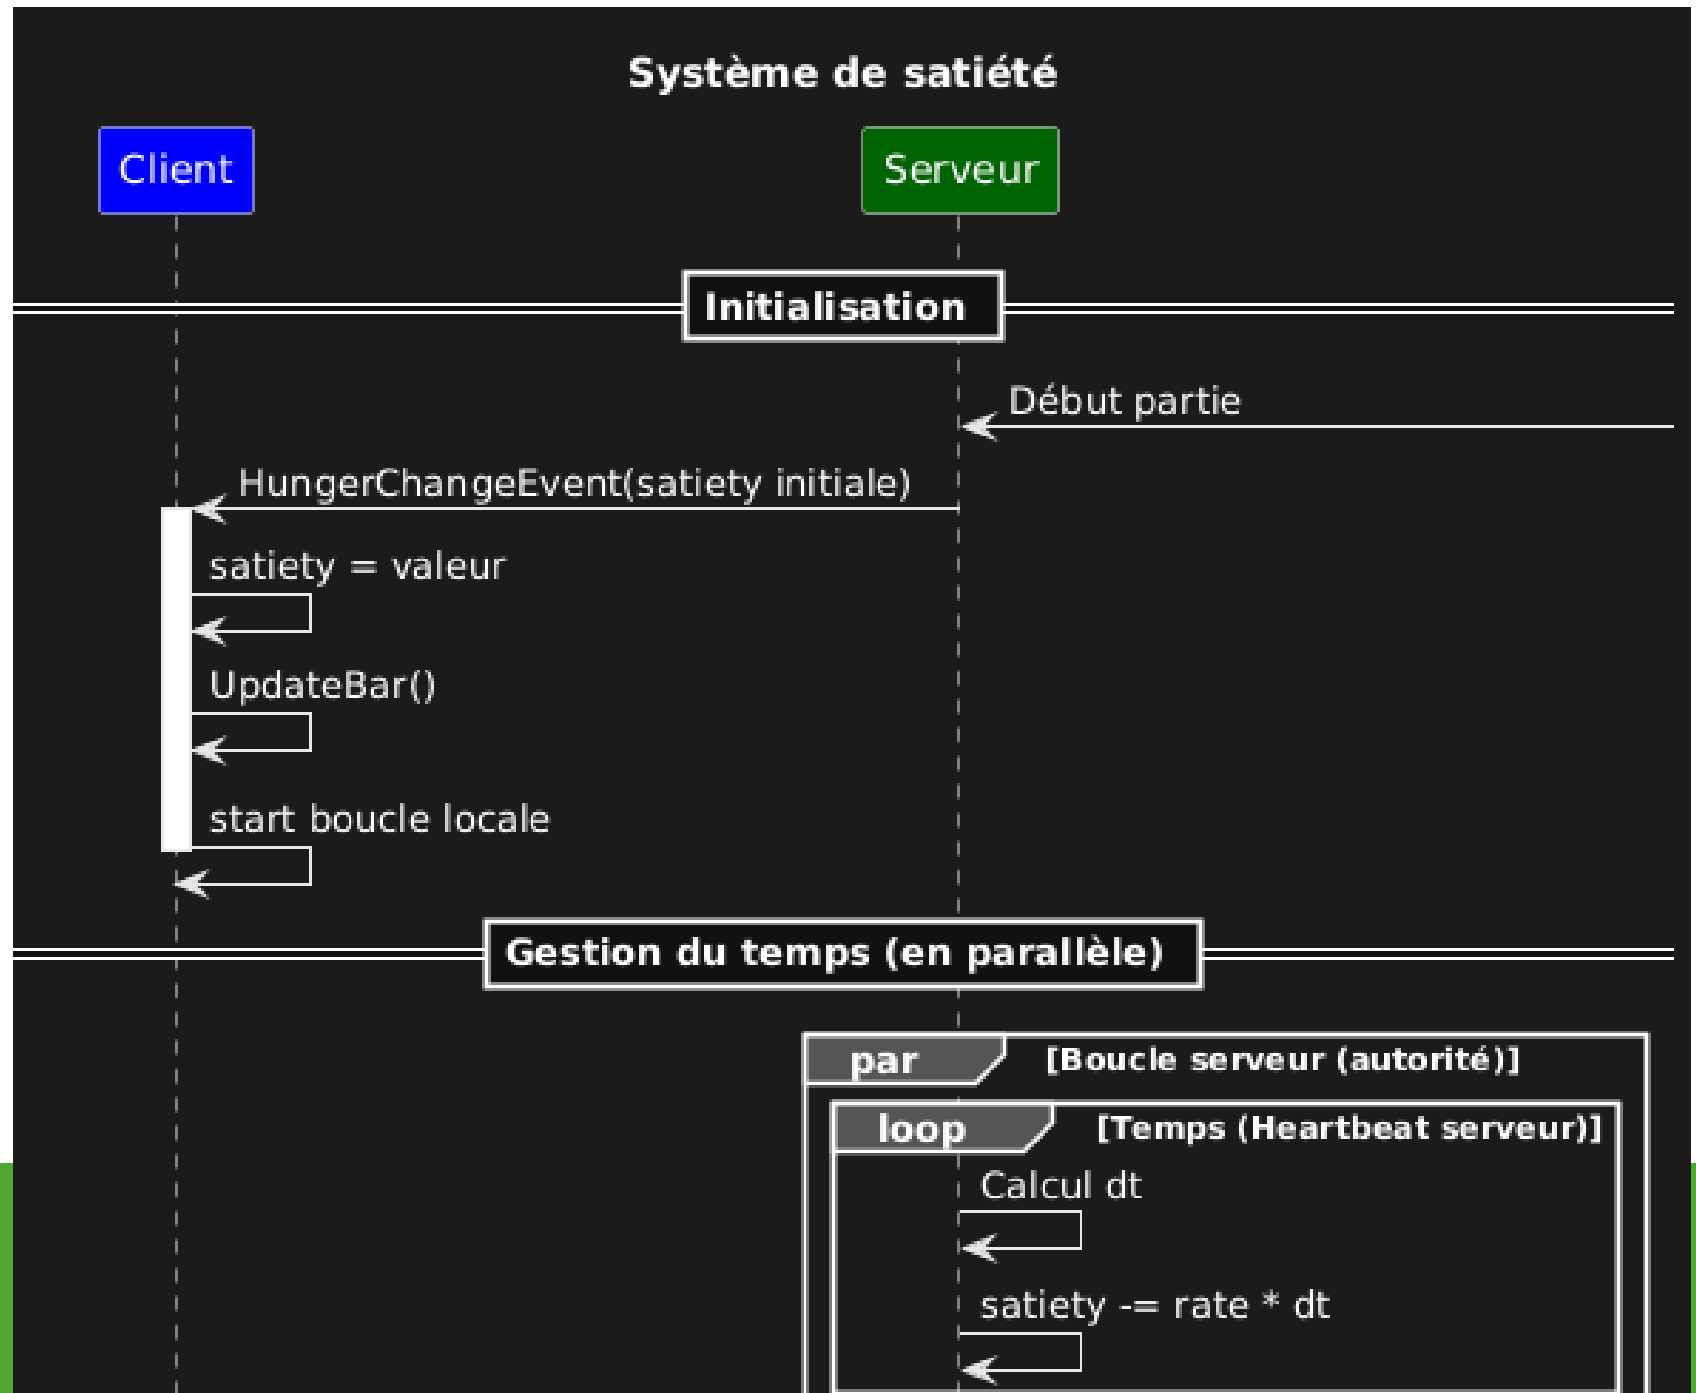 Système de satiété
Client
Serveur
Initialisation
Début partie
HungerChangeEvent(satiety initiale)
satiety = valeur
UpdateBar()
start boucle locale
Gestion du temps (en parallèle)
par [Boucle serveur (autorité)]
loop [Temps (Heartbeat serveur)]
Calcul dt
satiety -= rate * dt